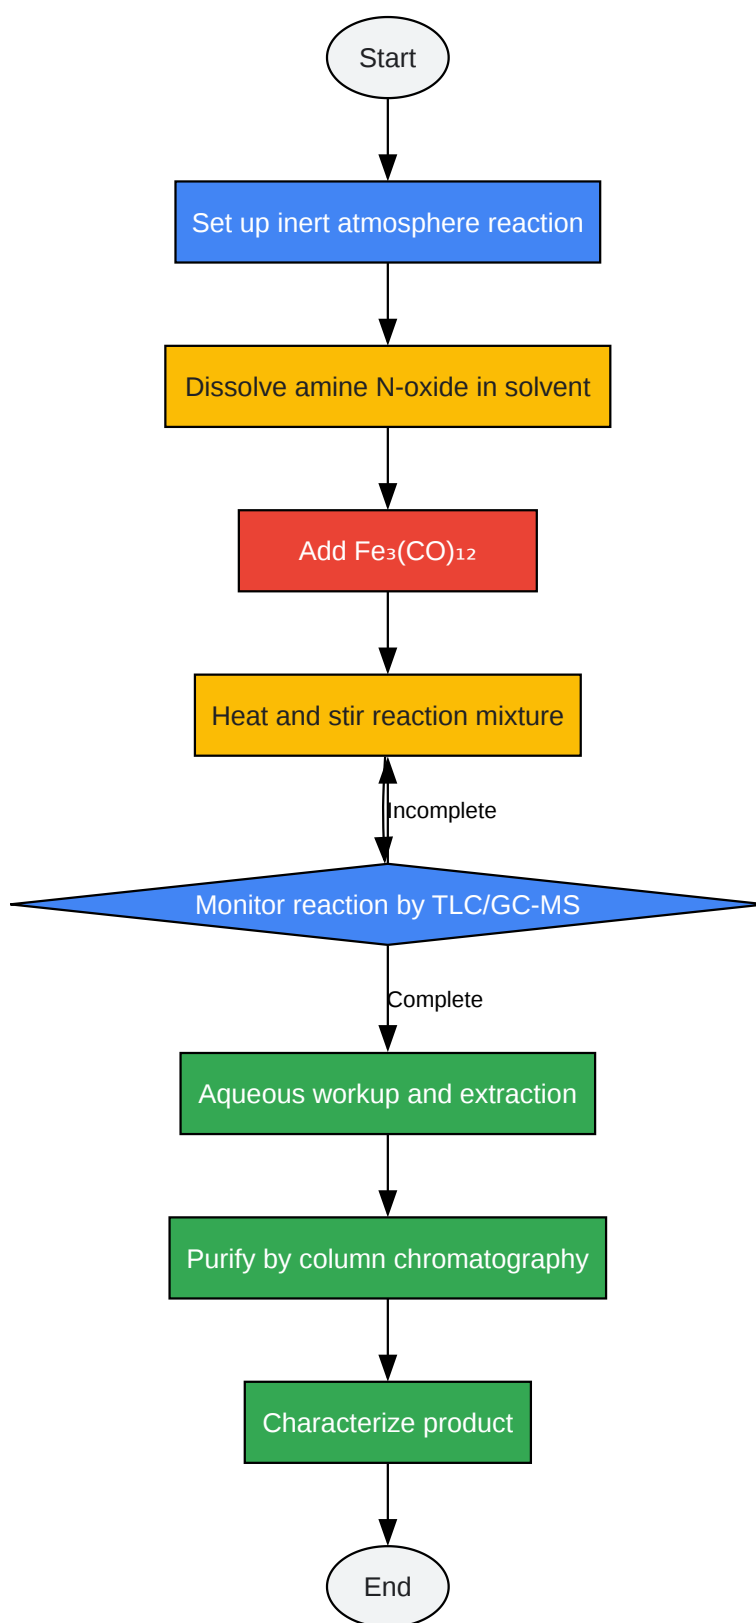 Start
Set up inert atmosphere reaction
Dissolve amine N-oxide in solvent
Add Fe₃(CO)₁₂
Heat and stir reaction mixture
Incomplete
Monitor reaction by TLC/GC-MS
Complete
Aqueous workup and extraction
Purify by column chromatography
Characterize product
End